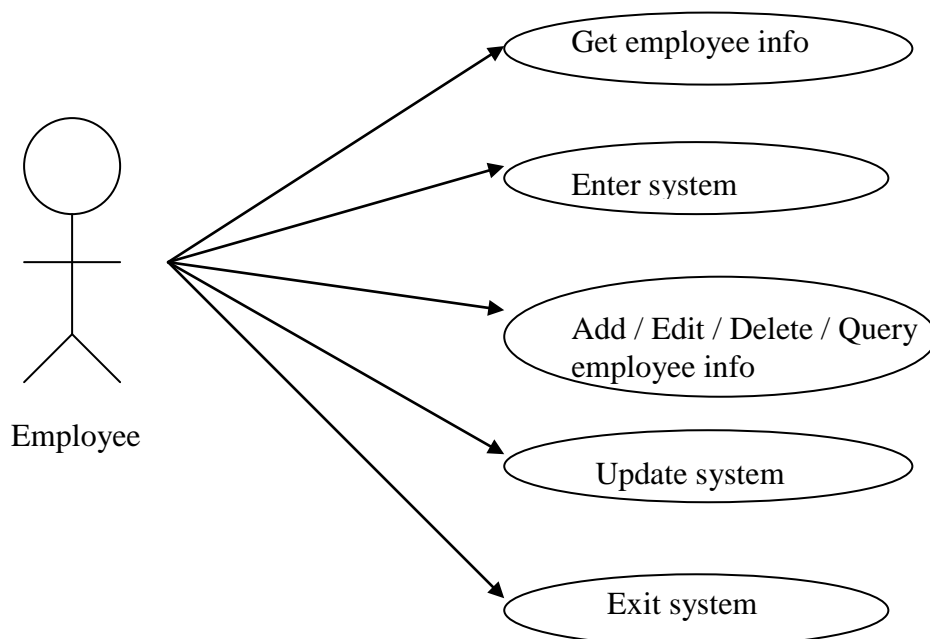 Get employee info
Enter system
Add / Edit / Delete / Query
employee info
Employee
Update system
Exit system